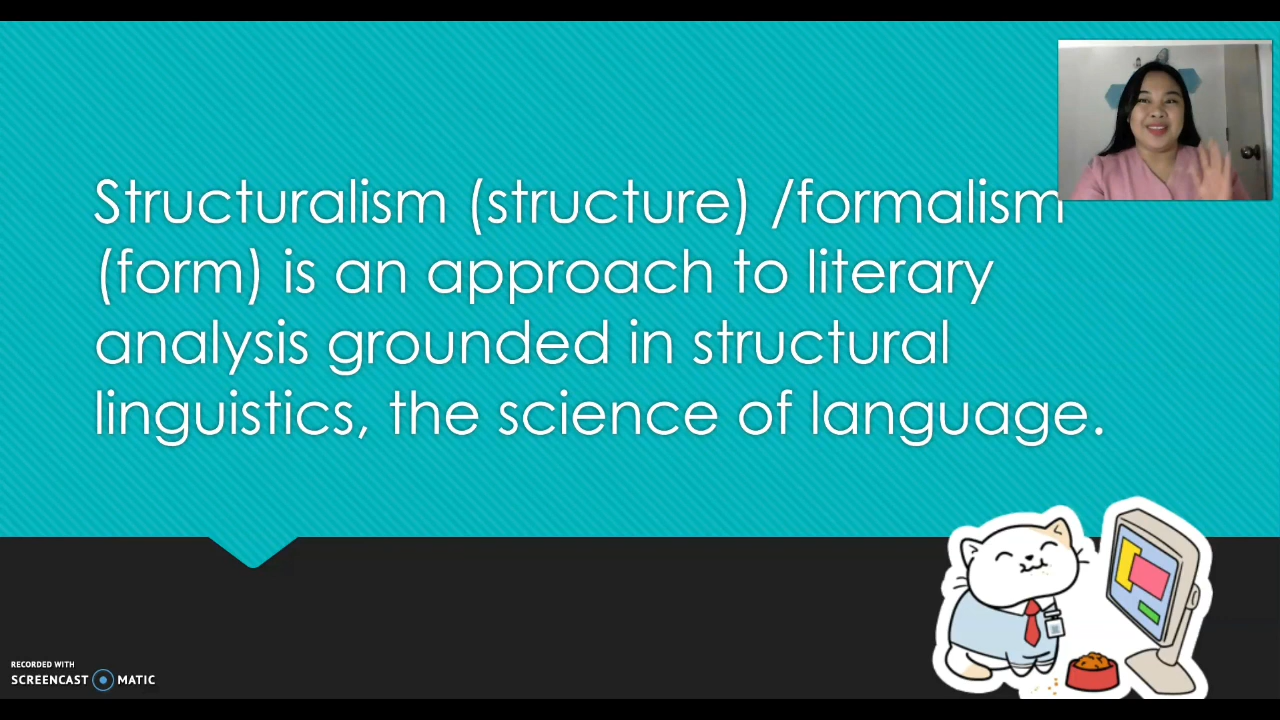 Structuralism (structure) /formalism
(form) is an approach to literary
analysis grounded in structural
linguistics, the science of language.
RECORDED WITH
SCREENCAST MATIC